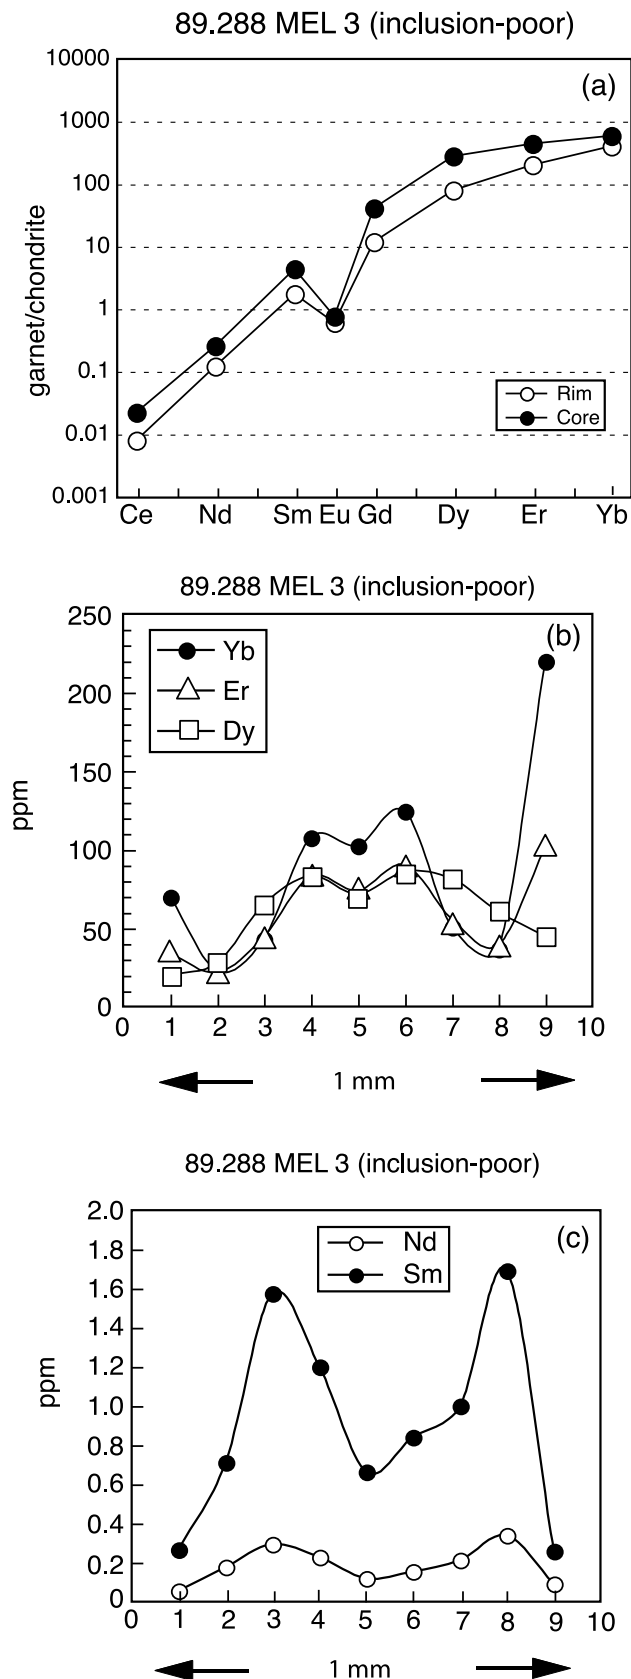 89.288 MEL 3 (inclusion-poor)
(a)
garnet/chondrite
10000
1000
100
10
1
0.1
0.01
0.001
Rim
Core
Ce Nd Sm Eu Gd Dy Er Yb
89.288 MEL 3 (inclusion-poor)
(b)
Yb
Er
Dy
ppm
250
200
150
100
50
0
0 1 2 3 4 5 6 7 8 9 10
1 mm
89.288 MEL 3 (inclusion-poor)
(c)
Nd
Sm
ppm
2.0
1.8
1.6
1.2
1.0
0.8
0.6
0.4
0.2
0
0 1 2 3 4 5 6 7 8 9 10
1 mm